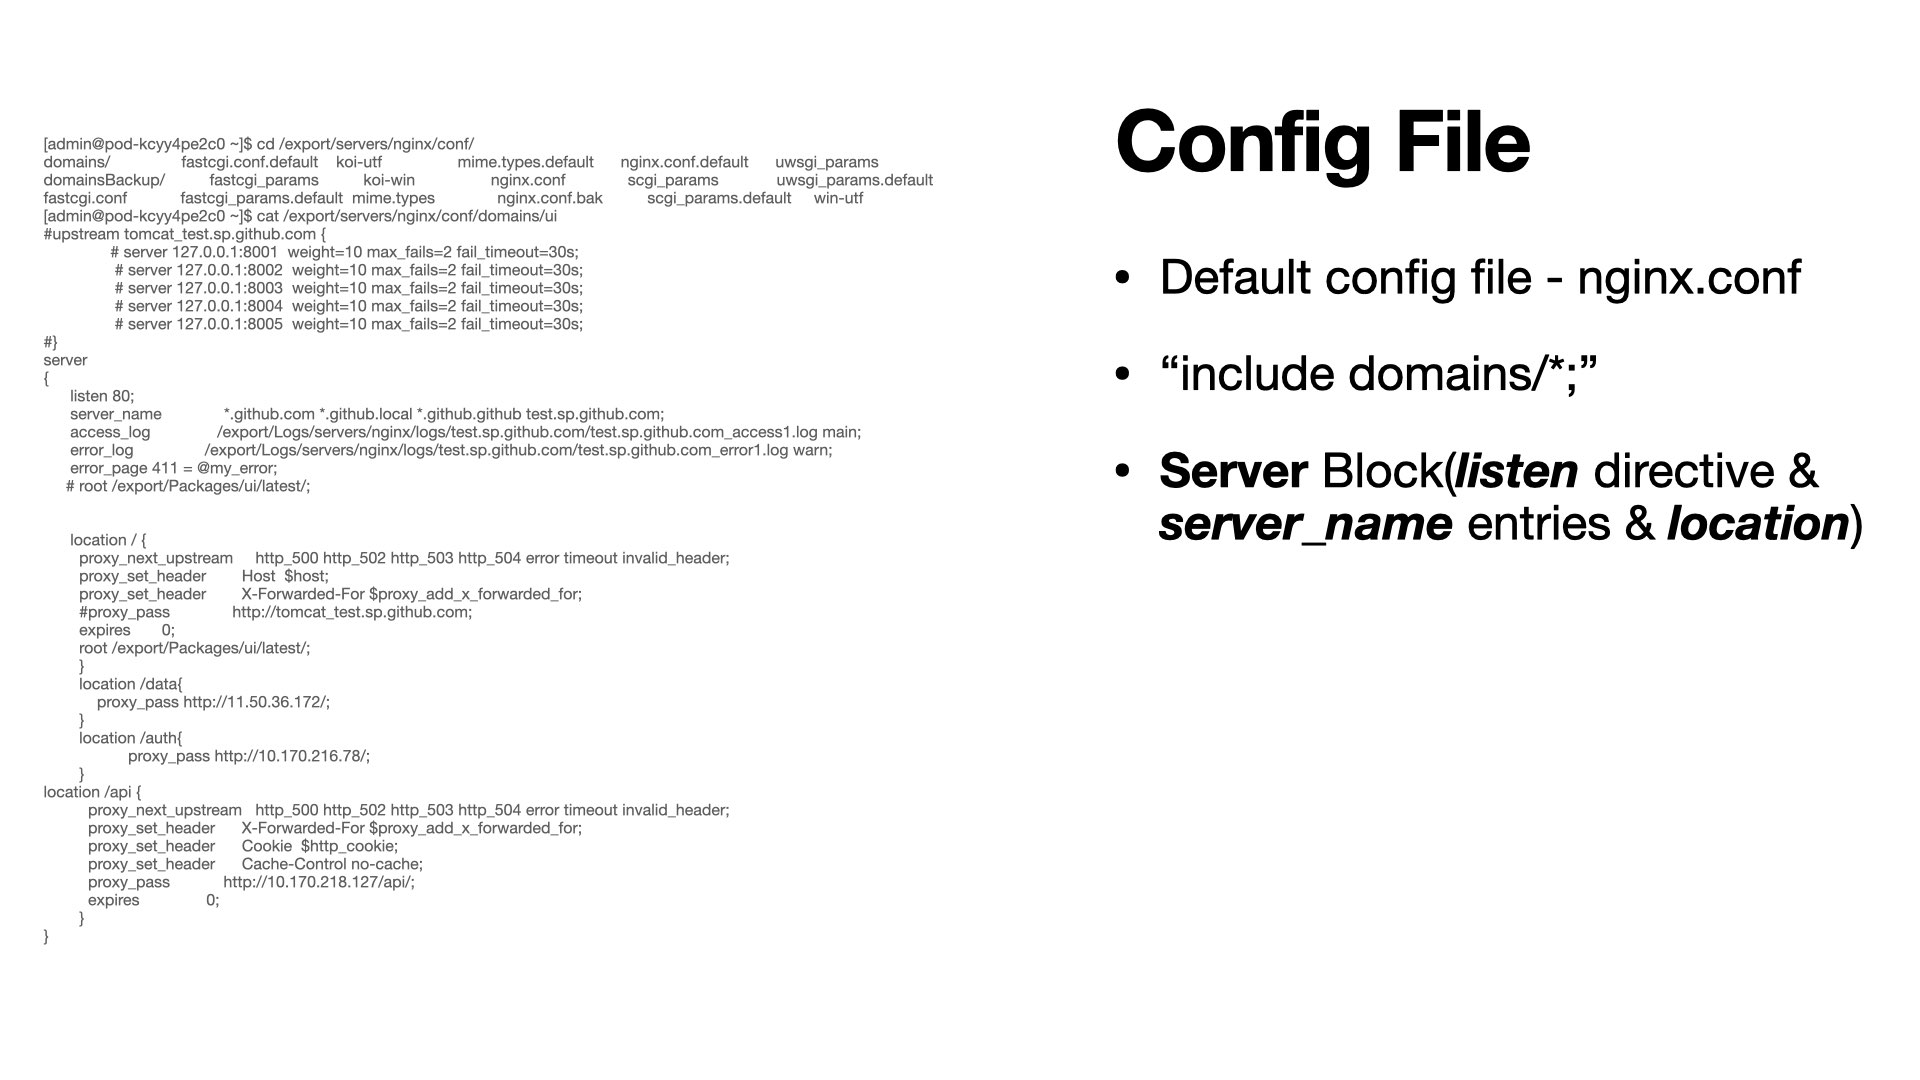 [admin@pod-kcyy4pe2c0 ~]$ cd /export/servers/nginx/conf/
domains/ fastcgi.conf.default koi-utf mime.types.default nginx.conf.default uwsgi_params
domainsBackup/ fastcgi_params koi-win nginx.conf scgi_params uwsgi_params.default
fastcgi.conf fastcgi_params.default mime.types nginx.conf.bak scgi_params.default win-utf
[admin@pod-kcyy4pe2c0 ~]$ cat /export/servers/nginx/conf/domains/ui
#upstream tomcat_test.sp.github.com {
# server 127.0.0.1:8001 weight=10 max_fails=2 fail_timeout=30s;
# server 127.0.0.1:8002 weight=10 max_fails=2 fail_timeout=30s;
# server 127.0.0.1:8003 weight=10 max_fails=2 fail_timeout=30s;
# server 127.0.0.1:8004 weight=10 max_fails=2 fail_timeout=30s;
# server 127.0.0.1:8005 weight=10 max_fails=2 fail_timeout=30s;
#}
server
{
listen 80;
server_name *.github.com *.github.local *.github.github test.sp.github.com;
access_log /export/Logs/servers/nginx/logs/test.sp.github.com/test.sp.github.com_access1.log main;
error_log /export/Logs/servers/nginx/logs/test.sp.github.com/test.sp.github.com_error1.log warn;
error_page 411 = @my_error;
# root /export/Packages/ui/latest/;
location / {
proxy_next_upstream http_500 http_502 http_503 http_504 error timeout invalid_header;
proxy_set_header Host $host;
proxy_set_header X-Forwarded-For $proxy_add_x_forwarded_for;
#proxy_pass http://tomcat_test.sp.github.com;
expires 0;
root /export/Packages/ui/latest/;
}
location /data{
proxy_pass http://11.50.36.172/;
}
location /auth{
proxy_pass http://10.170.216.78/;
}
location /api {
proxy_next_upstream http_500 http_502 http_503 http_504 error timeout invalid_header;
proxy_set_header X-Forwarded-For $proxy_add_x_forwarded_for;
proxy_set_header Cookie $http_cookie;
proxy_set_header Cache-Control no-cache;
proxy_pass http://10.170.218.127/api/;
expires 0;
}
}
Config File
• Default config file - nginx.conf
• “include domains/*;”
• Server Block(listen directive &
server_name entries & location)